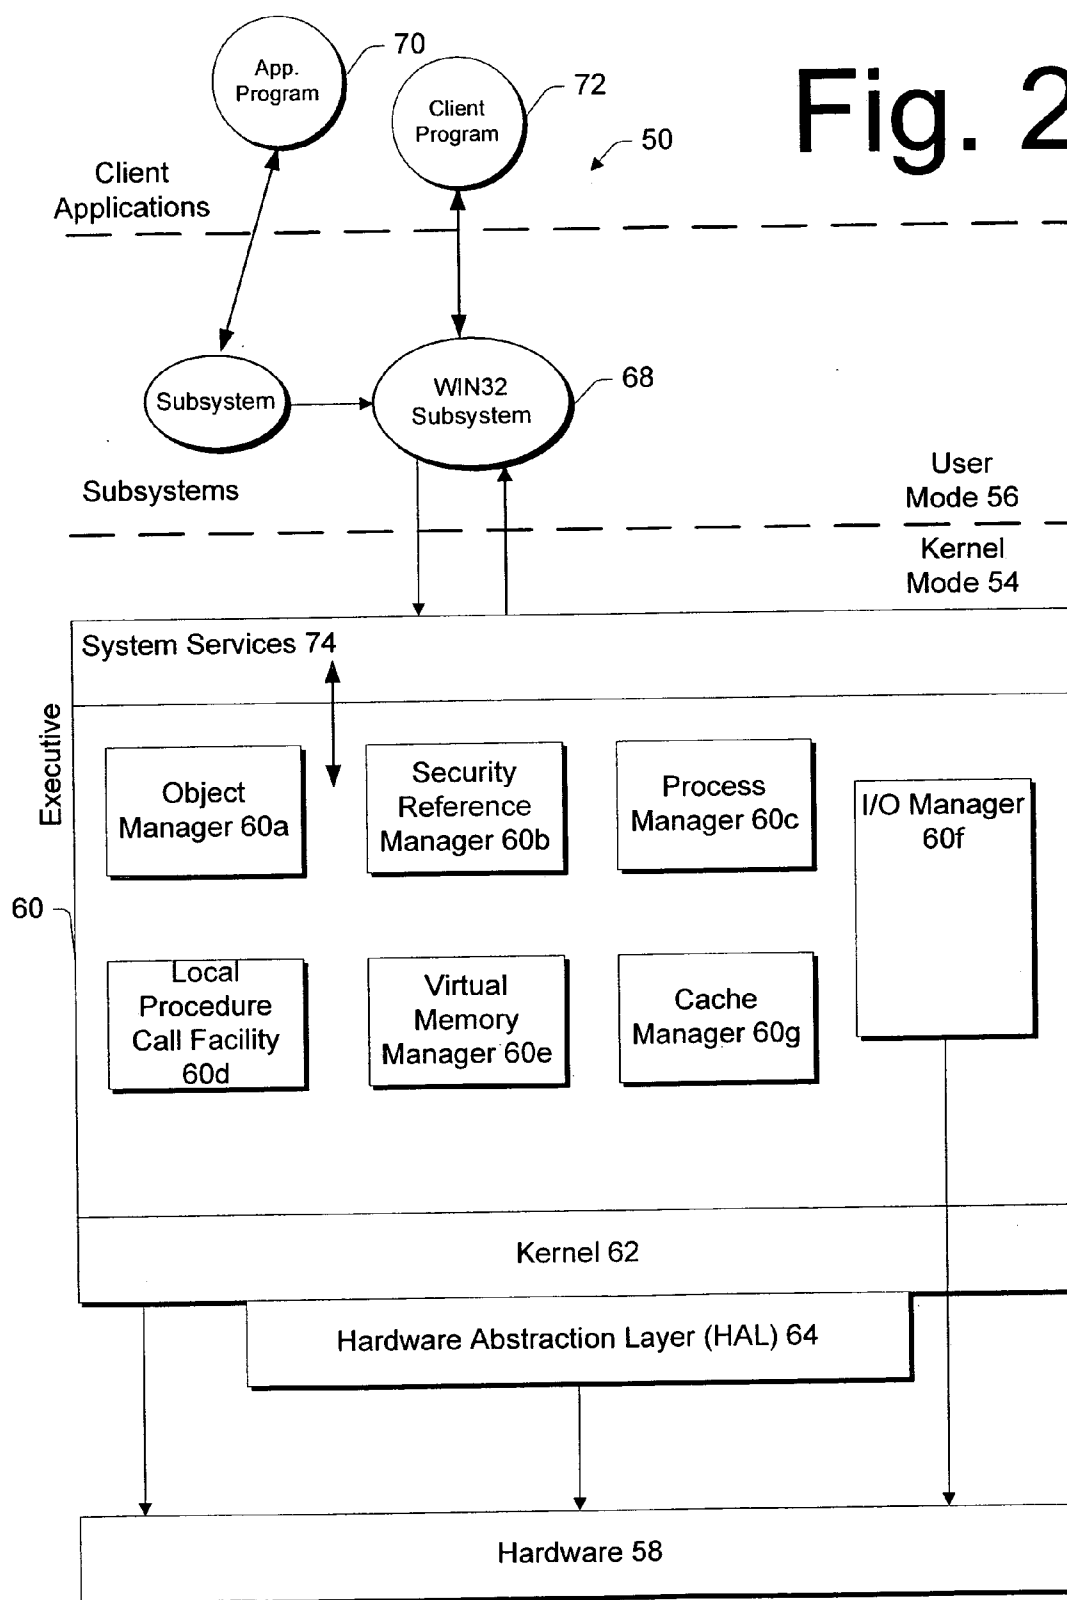 70
App.
Program
Fig. 2
72
Client
Program
50
Client
Applications
Subsystem
WIN32
Subsystem
68
Subsystems
User
Mode 56
Kernel
Mode 54
System Services 74
Executive
Object
Manager 60a
Security
Reference
Manager 60b
Process
Manager 60c
I/O Manager
60f
60
Local
Procedure
Call Facility
60d
Virtual
Memory
Manager 60e
Cache
Manager 60g
Kernel 62
Hardware Abstraction Layer (HAL) 64
Hardware 58